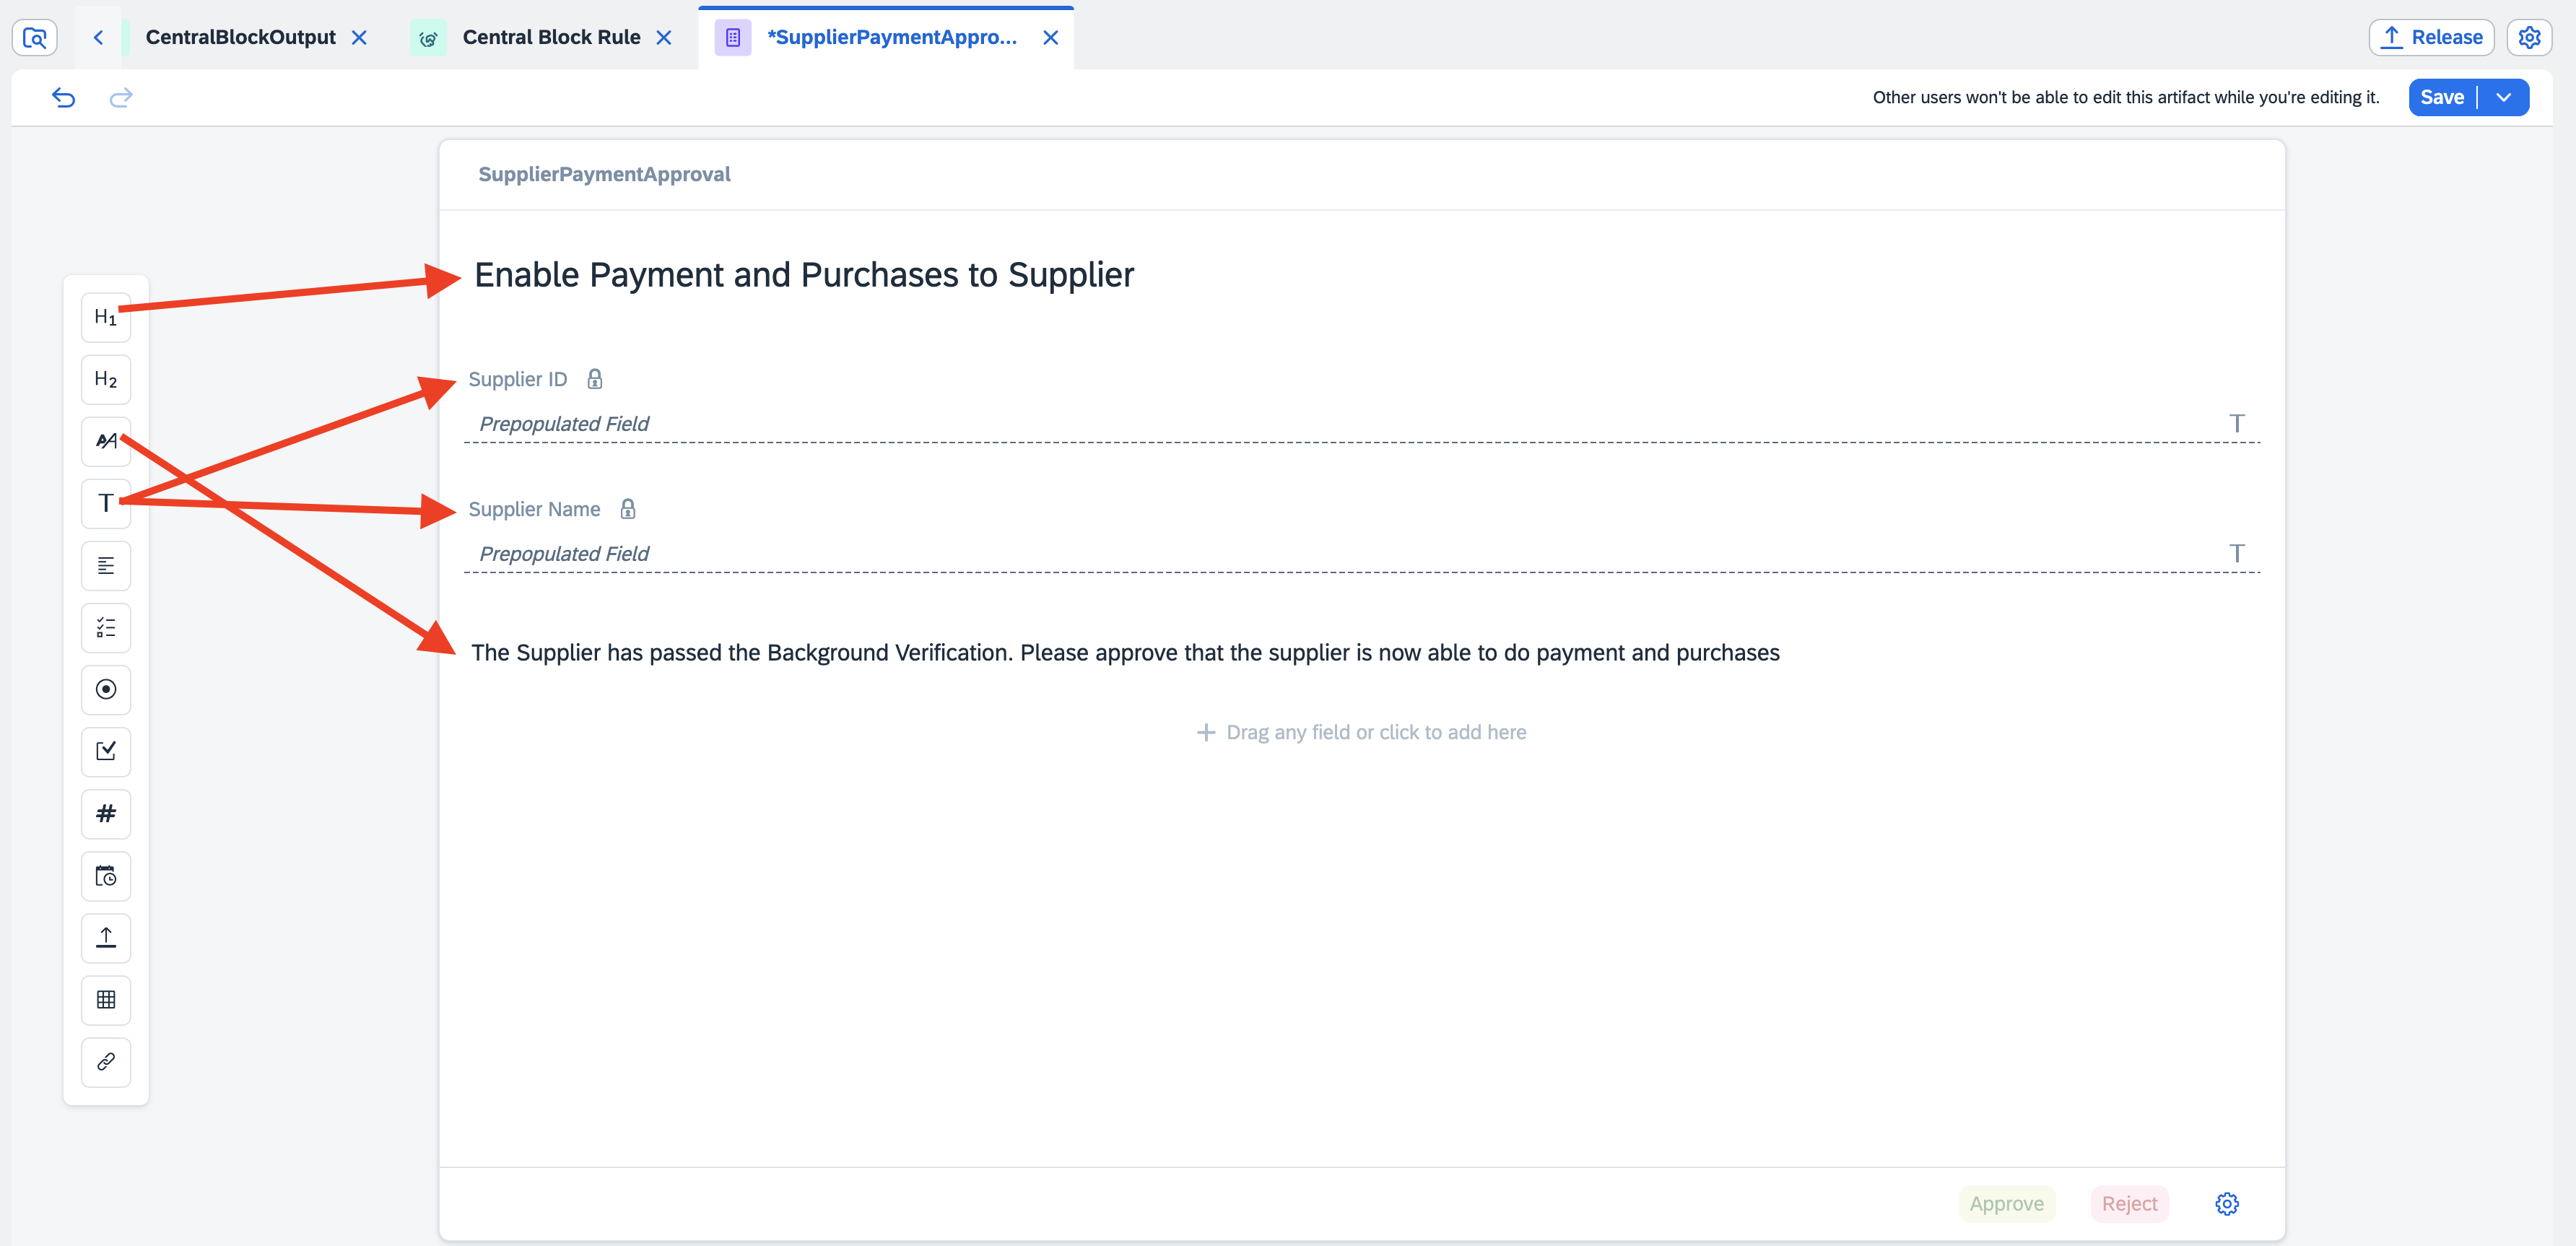 CentralBlockOutput
Central Block Rule
*SupplierPaymentAppro...
Release
Other users won't be able to edit this artifact while you're editing it.
Save
SupplierPaymentApproval
Enable Payment and Purchases to Supplier
H1
H2
Supplier ID
Prepopulated Field
T
A
T
Supplier Name
Prepopulated Field
T
The Supplier has passed the Background Verification. Please approve that the supplier is now able to do payment and purchases
Drag any field or click to add here
#
Approve
Reject